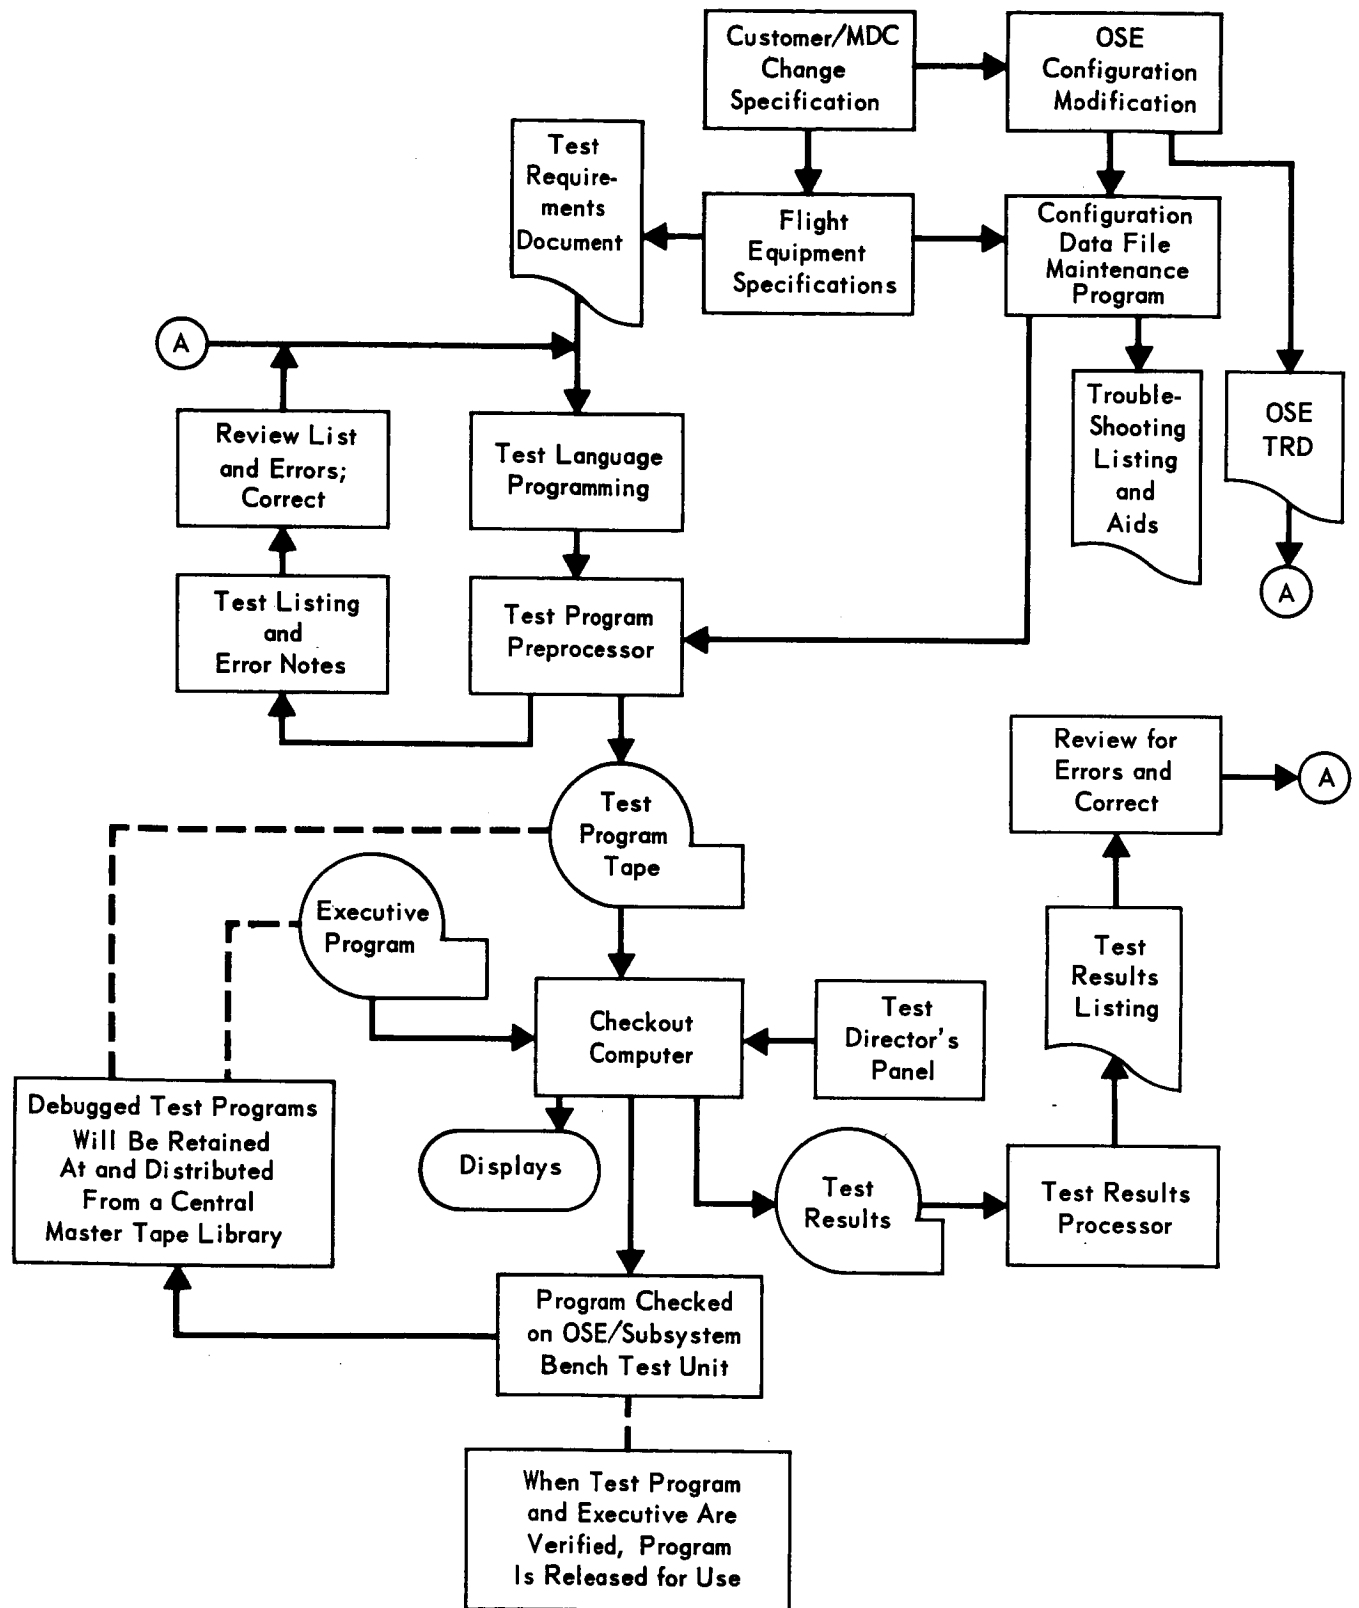 Customer/MDC
Change
Specification
OSE
Configuration
Modification
Test
Require-
ments
Document
Flight
Equipment
Specifications
Configuration
Data File
Maintenance
Program
A
Review List
and Errors;
Correct
Test Language
Programming
Trouble-
Shooting
Listing
and
Aids
OSE
TRD
A
Test Listing
and
Error Notes
Test Program
Preprocessor
Review for
Errors and
Correct
A
Test
Program
Tape
Executive
Program
Test
Results
Listing
Checkout
Computer
Test
Director's
Panel
Debugged Test Programs
Will Be Retained
At and Distributed
From a Central
Master Tape Library
Displays
Test
Results
Test Results
Processor
Program Checked
on OSE/Subsystem
Bench Test Unit
When Test Program
and Executive Are
Verified, Program
Is Released for Use